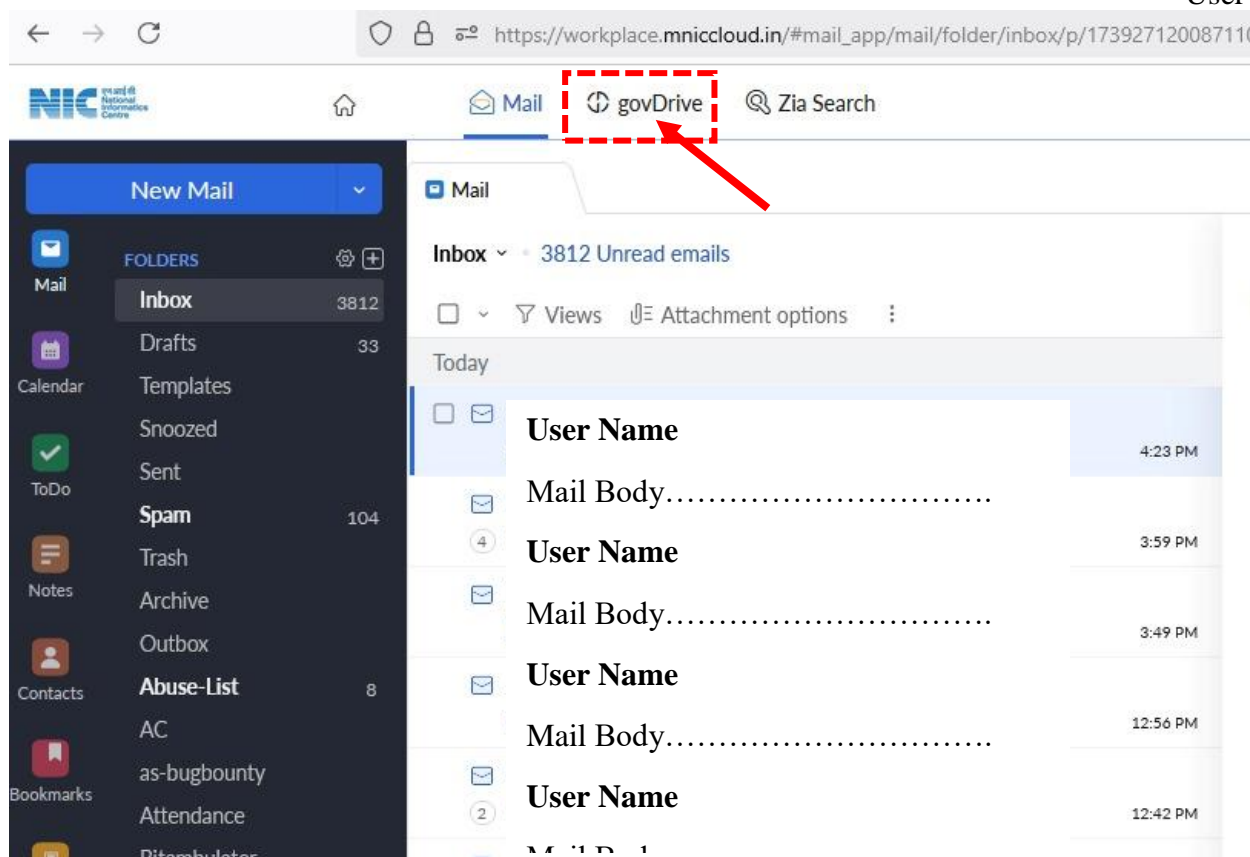 User
https://workplace.mniccloud.in/#mail_app/mail/folder/inbox/p/1739271200871
NIC एनआईसी National Informatics Centre
Mail govDrive Zia Search
New Mail
Mail
Mail
FOLDERS
Inbox 3812 Unread emails
Inbox 3812
Views Attachment options
Drafts 33
Today
Calendar
Templates
Snoozed
User Name
4:23 PM
ToDo
Sent
Mail Body…………………………….
Spam 104
4
User Name
3:59 PM
Trash
Notes
Archive
Mail Body…………………………….
3:49 PM
Outbox
Contacts
Abuse-List 8
User Name
AC
Mail Body…………………………….
12:56 PM
Bookmarks
as-bugbounty
Attendance
2
User Name
12:42 PM